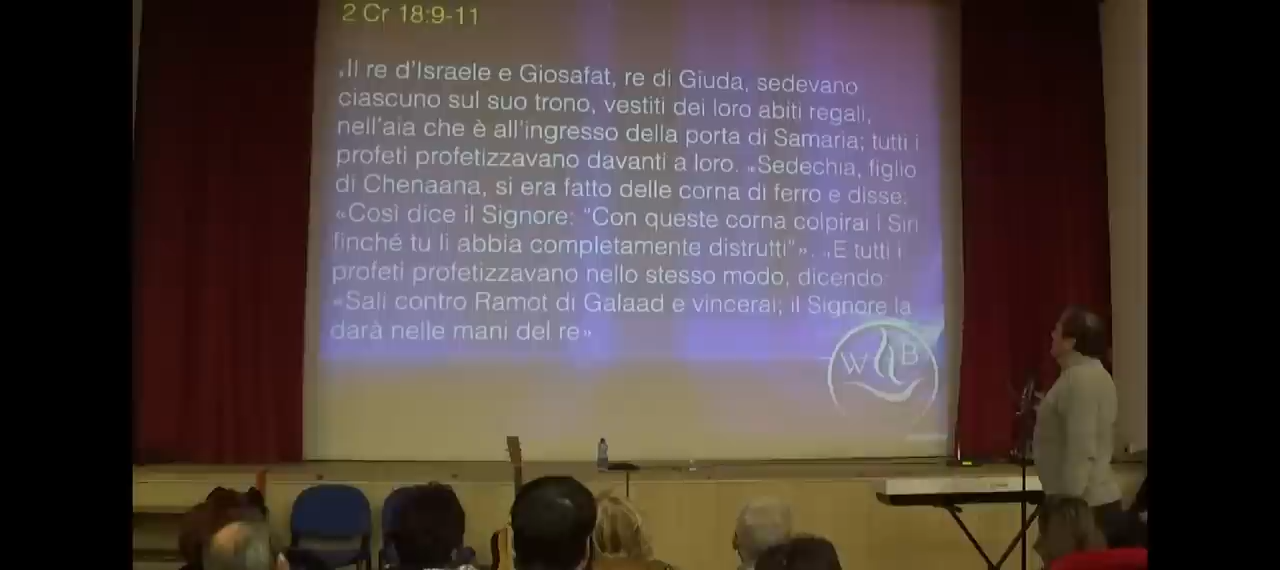 2 Cr 18:9-11
Il re d'Israele e Giosafat, re di Giuda, sedevano
ciascuno sul suo trono, vestiti dei loro abiti regali,
nell'aia che è all'ingresso della porta di Samaria; tutti i
profeti profetizzavano davanti a loro. Sedechia, figlio
di Chenaana, si era fatto delle corna di ferro e disse:
«Così dice il Signore: "Con queste corna colpirai i Siri
finché tu li abbia completamente distrutti"». E tutti i
profeti profetizzavano nello stesso modo, dicendo:
«Sali contro Ramot di Galaad e vincerai; il Signore la
darà nelle mani del re»
W B